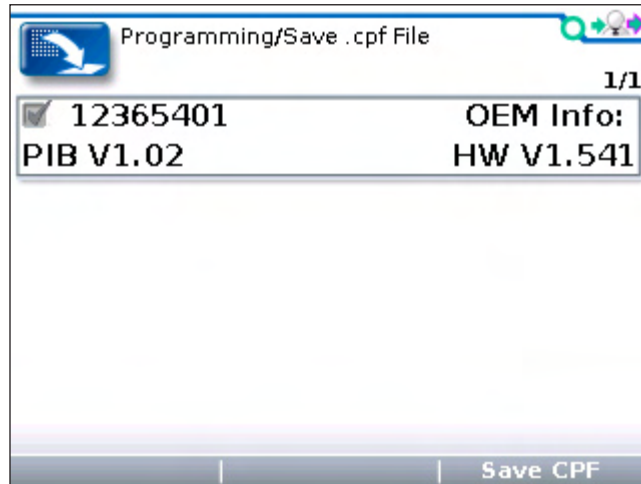 Programming/Save .cpf File
1/1
12365401 OEM Info:
PIB V1.02 HW V1.541
Save CPF